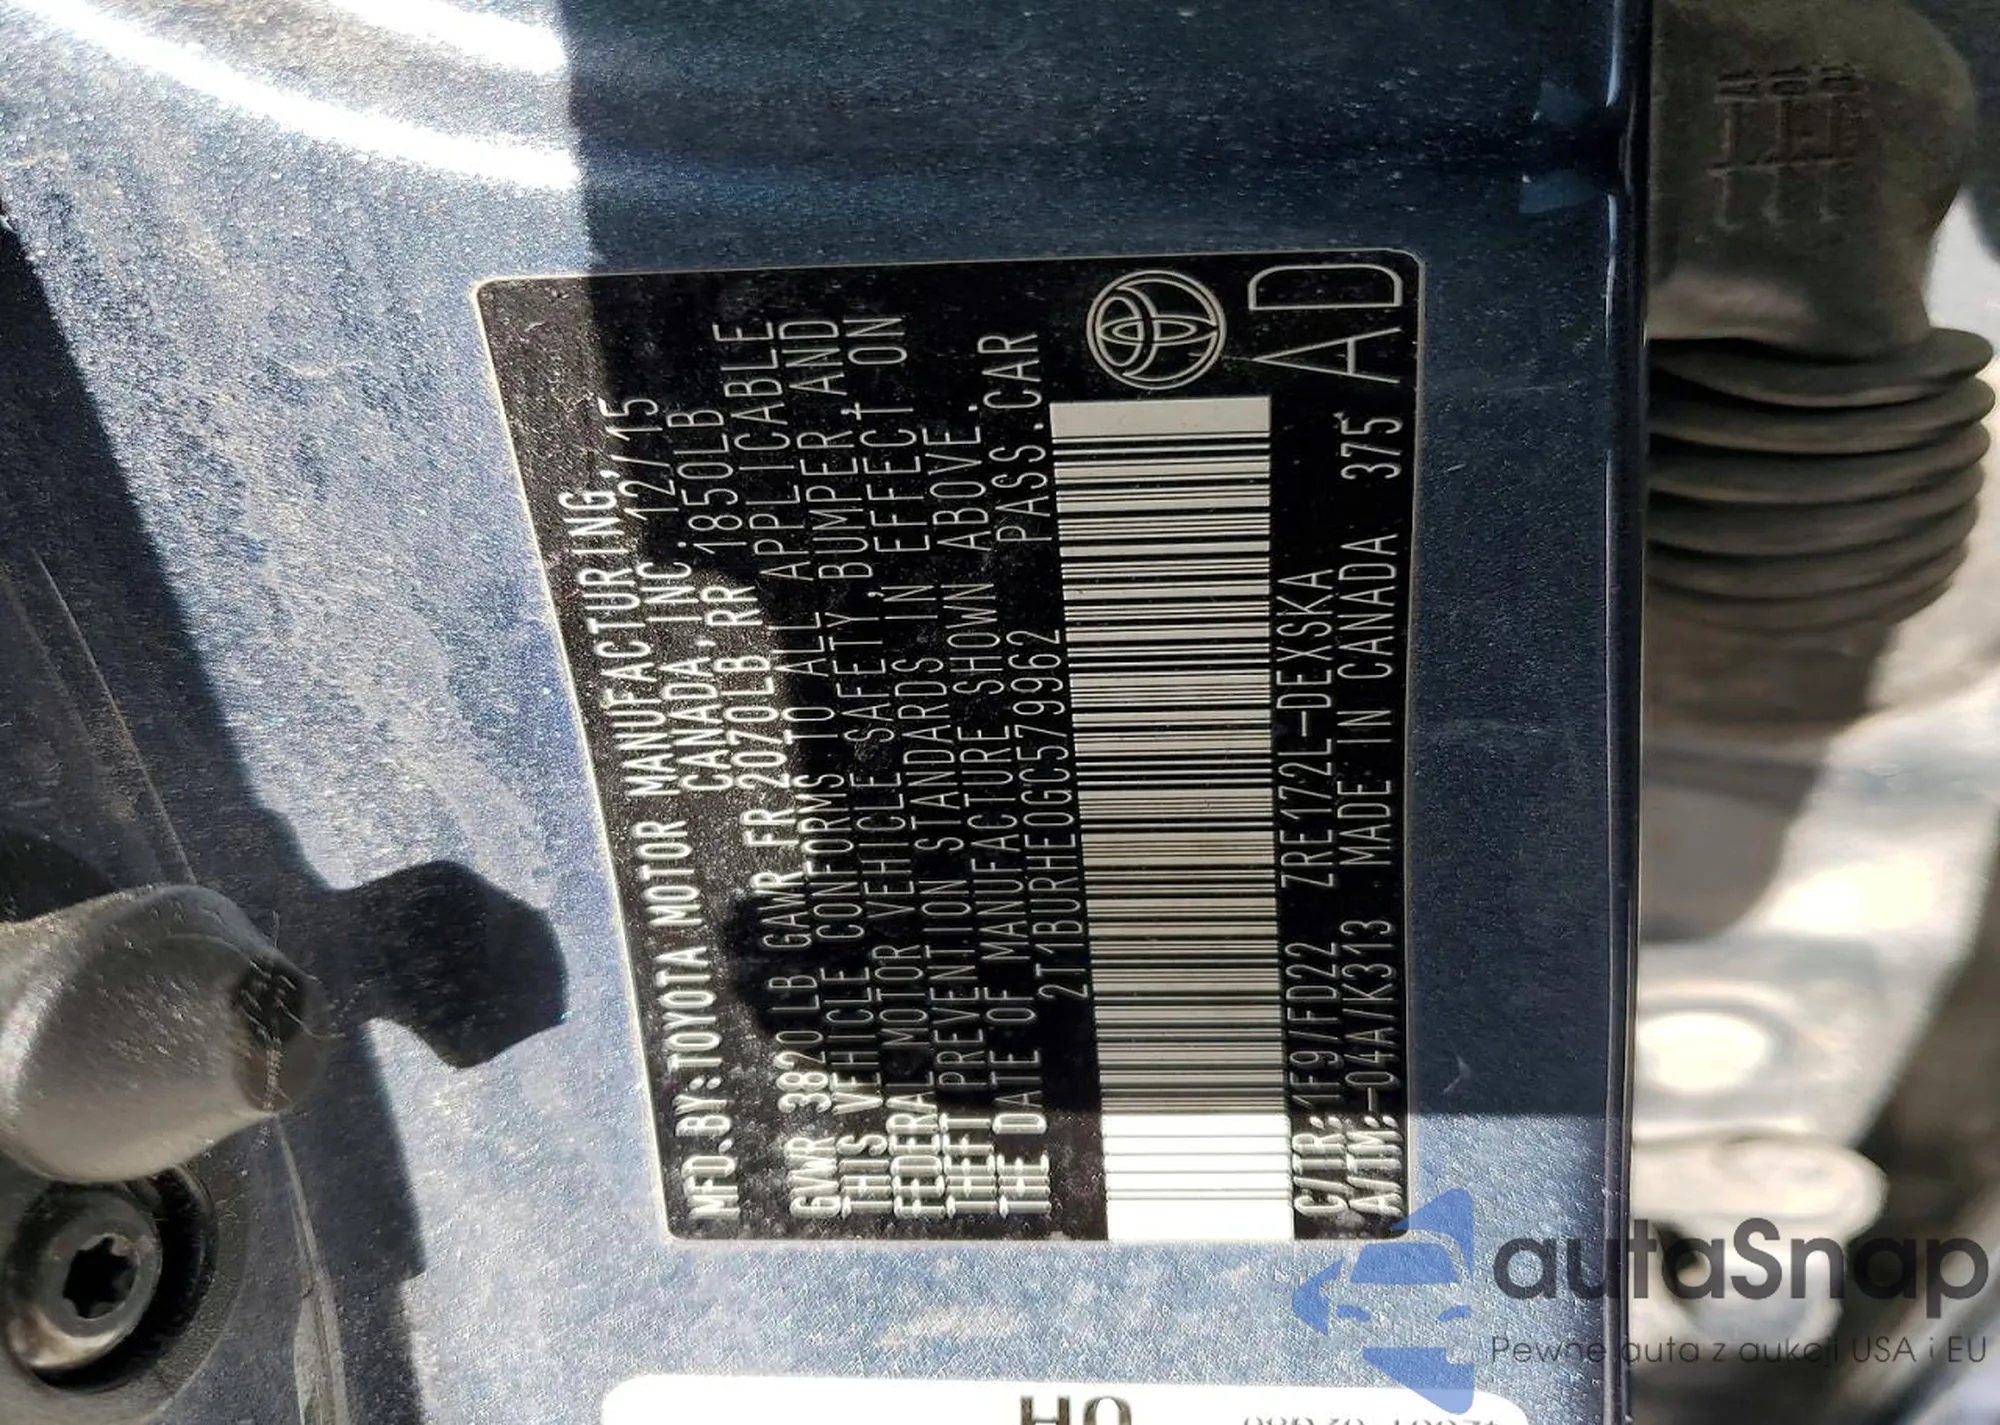 MFD.BY:TOYOTA MOTOR MANUFACTURING,
CANADA, INC. 12/15
GVWR 3820 LB GAWR FR 2070LB RR 1850LB
THIS VEHICLE CONFORMS TO ALL APPLICABLE
FEDERAL MOTOR VEHICLE SAFETY, BUMPER, AND
THEFT PREVENTION STANDARDS IN EFFECT ON
THE DATE OF MANUFACTURE SHOWN ABOVE.
2T1BURHE0GC579962 PASS.CAR
C/TR:1F9/FD22 ZRE172L-DEXSKA
A/TM:-04A/K313 MADE IN CANADA 375
AD
autaSnap
Pewne auta z aukcji USA i EU